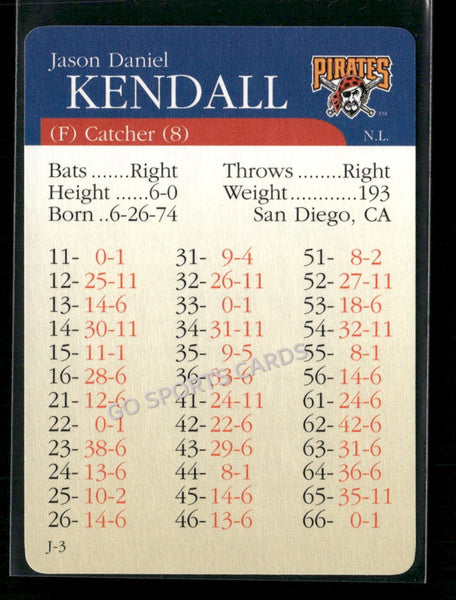 Jason Daniel
KENDALL
PIRATES
TM
(F) Catcher (8)
N.L.
Bats .......Right Throws ........Right
Height ......6-0 Weight............193
Born ..6-26-74 San Diego, CA
11- 0-1 31- 9-4 51- 8-2
12- 25-11 32- 26-11 52- 27-11
13- 14-6 33- 0-1 53- 18-6
14- 30-11 34- 31-11 54- 32-11
15- 11-1 35- 9-5 55- 8-1
16- 28-6 36- 33-6 56- 14-6
21- 12-6 41- 24-11 61- 24-6
22- 0-1 42- 22-6 62- 42-6
23- 38-6 43- 29-6 63- 34-6
24- 13-6 44- 8-1 64- 36-6
25- 10-2 45- 14-6 65- 35-11
26- 14-6 46- 13-6 66- 0-1
J-3
GO SPORTS CARDS